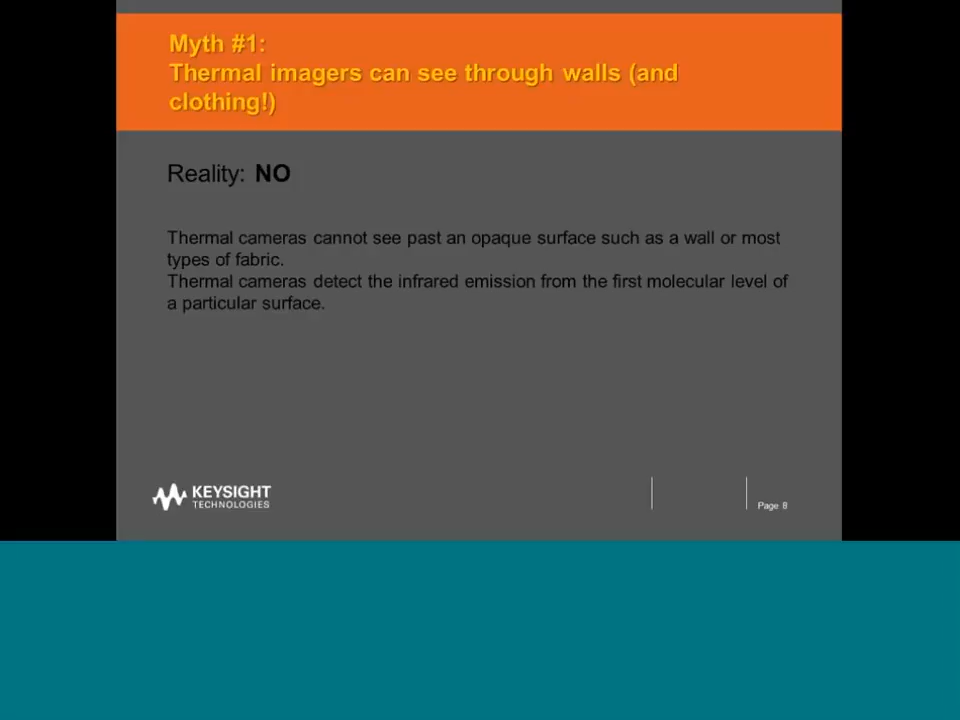 Myth #1:
Thermal imagers can see through walls (and
clothing!)
Reality: NO
Thermal cameras cannot see past an opaque surface such as a wall or most
types of fabric.
Thermal cameras detect the infrared emission from the first molecular level of
a particular surface.
KEYSIGHT
TECHNOLOGIES
Page 8